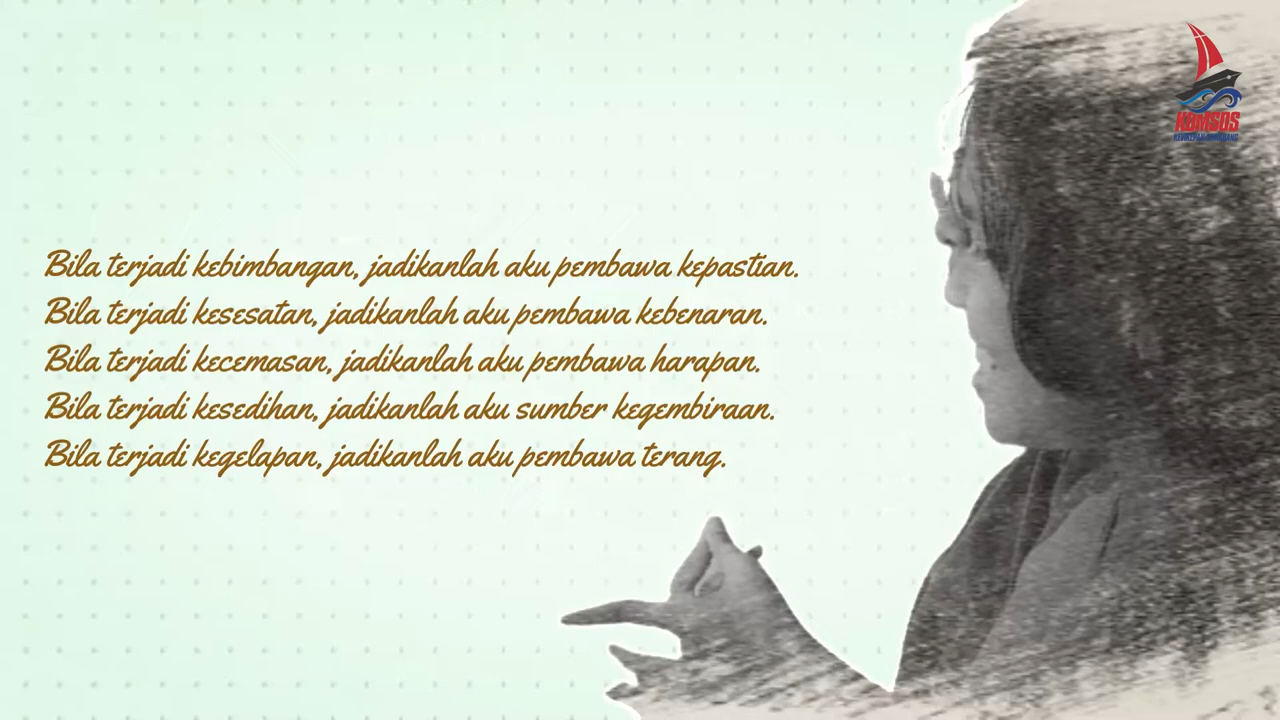 Bila terjadi kebimbangan, jadikanlah aku pembawa kepastian.
Bila terjadi kesesatan, jadikanlah aku pembawa kebenaran.
Bila terjadi kecemasan, jadikanlah aku pembawa harapan.
Bila terjadi kesedihan, jadikanlah aku sumber kegembiraan.
Bila terjadi kegelapan, jadikanlah aku pembawa terang.
KOMSOS